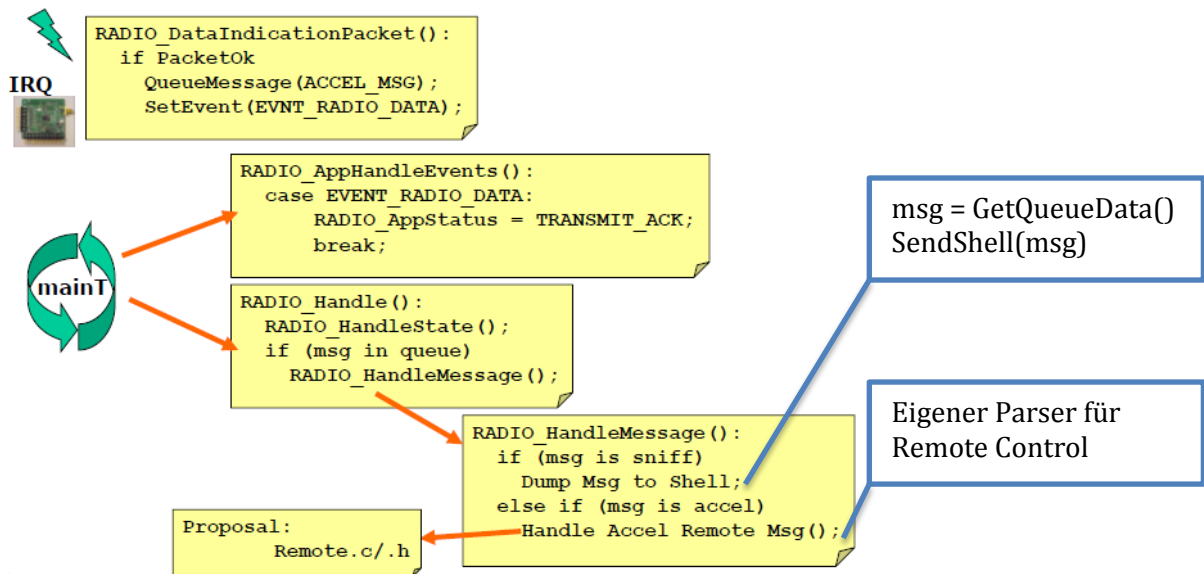 RADIO_DataIndicationPacket():
if PacketOk
QueueMessage(ACCEL_MSG);
SetEvent(EVNT_RADIO_DATA);
IRQ
RADIO_AppHandleEvents():
case EVENT_RADIO_DATA:
RADIO_AppStatus = TRANSMIT_ACK;
break;
msg = GetQueueData()
SendShell(msg)
mainT
RADIO_Handle():
RADIO_HandleState();
if (msg in queue)
RADIO_HandleMessage();
Eigener Parser für
Remote Control
RADIO_HandleMessage():
if (msg is sniff)
Dump Msg to Shell;
else if (msg is accel)
Handle Accel Remote Msg();
Proposal:
Remote.c/.h